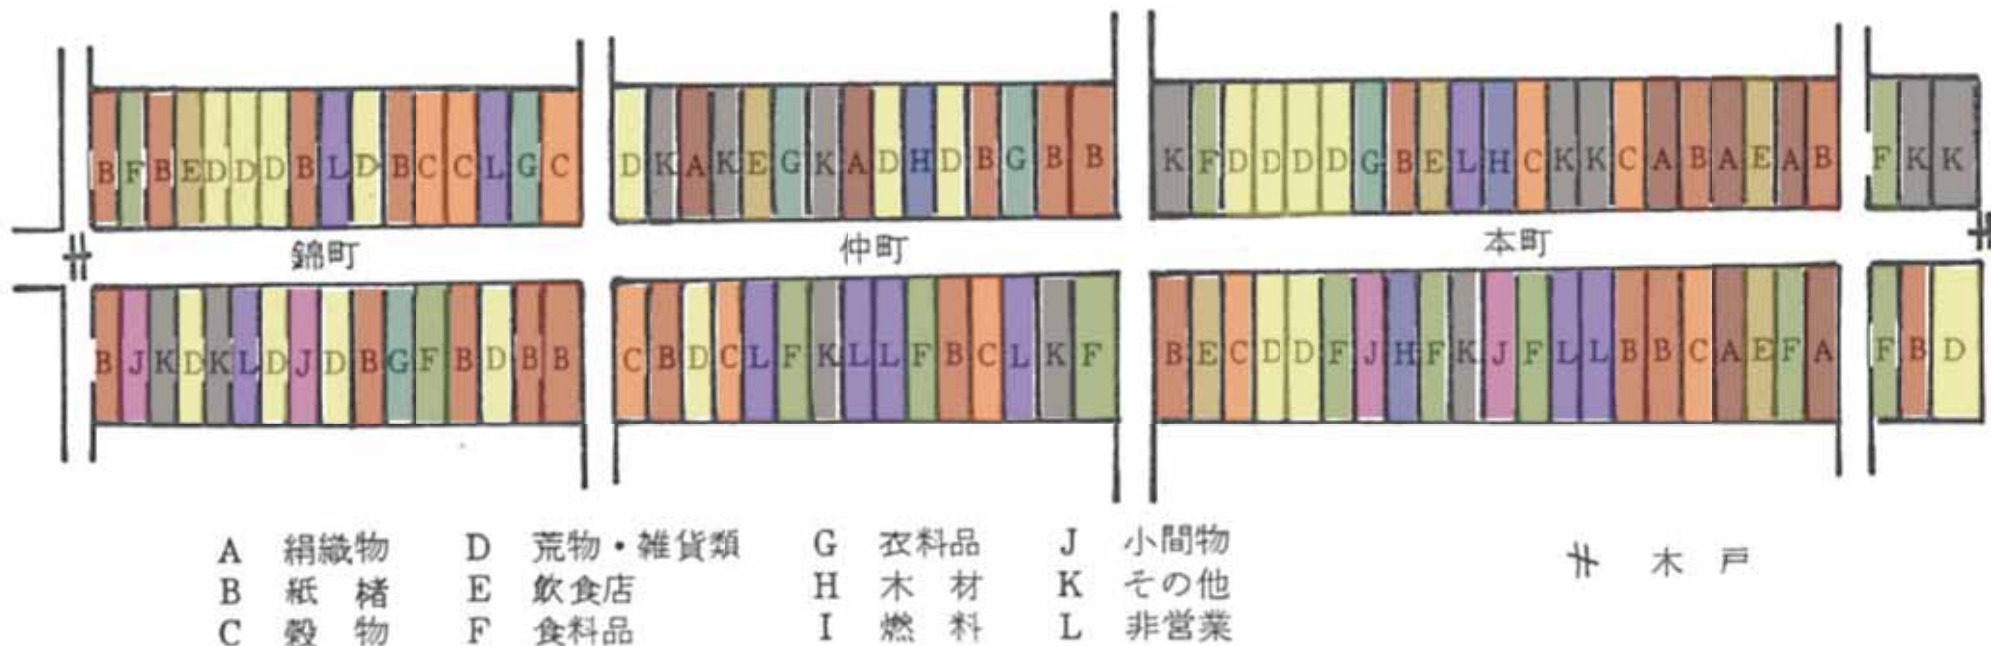 B F B E D D D B L D B C C L G C D K A K E G K A D H D B G B B K F D D D D G B E L H C K K C A B A E A B F K K
錦町 仲町 本町
B J K D K L D J D B G F B D B B C B D C L F K L L F B C L K F B E C D D F J H F K J F L L B B C A E F A F B D
A 絹織物 D 荒物・雑貨類 G 衣料品 J 小間物 木戸
B 紙楮 E 飲食店 H 木材 K その他
C 穀物 F 食料品 I 燃料 L 非営業